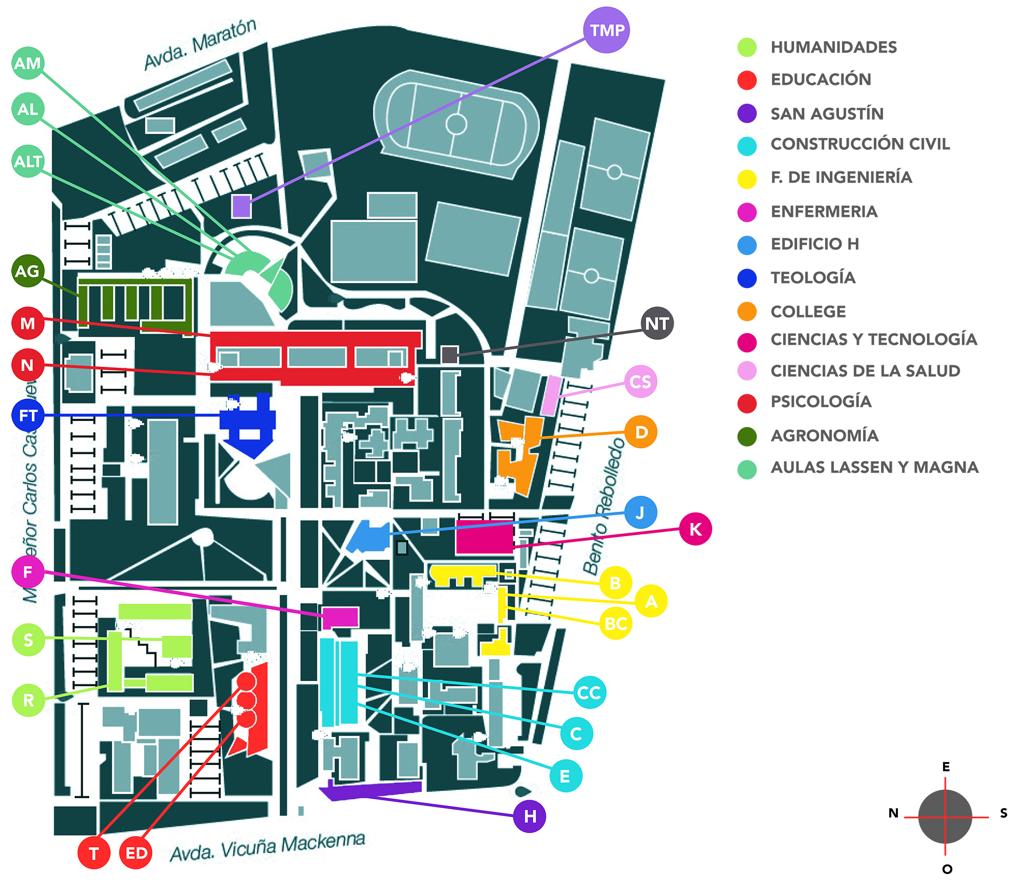 Avda. Maratón
TMP
AM
AL
ALT
AG
M
N
FT
NT
CS
D
J
K
Benito Rebolledo
B
A
BC
F
S
R
CC
C
E
H
T
ED
Avda. Vicuña Mackenna
HUMANIDADES
EDUCACIÓN
SAN AGUSTÍN
CONSTRUCCIÓN CIVIL
F. DE INGENIERÍA
ENFERMERIA
EDIFICIO H
TEOLOGÍA
COLLEGE
CIENCIAS Y TECNOLOGÍA
CIENCIAS DE LA SALUD
PSICOLOGÍA
AGRONOMÍA
AULAS LASSEN Y MAGNA
E
N
S
O
Carlos